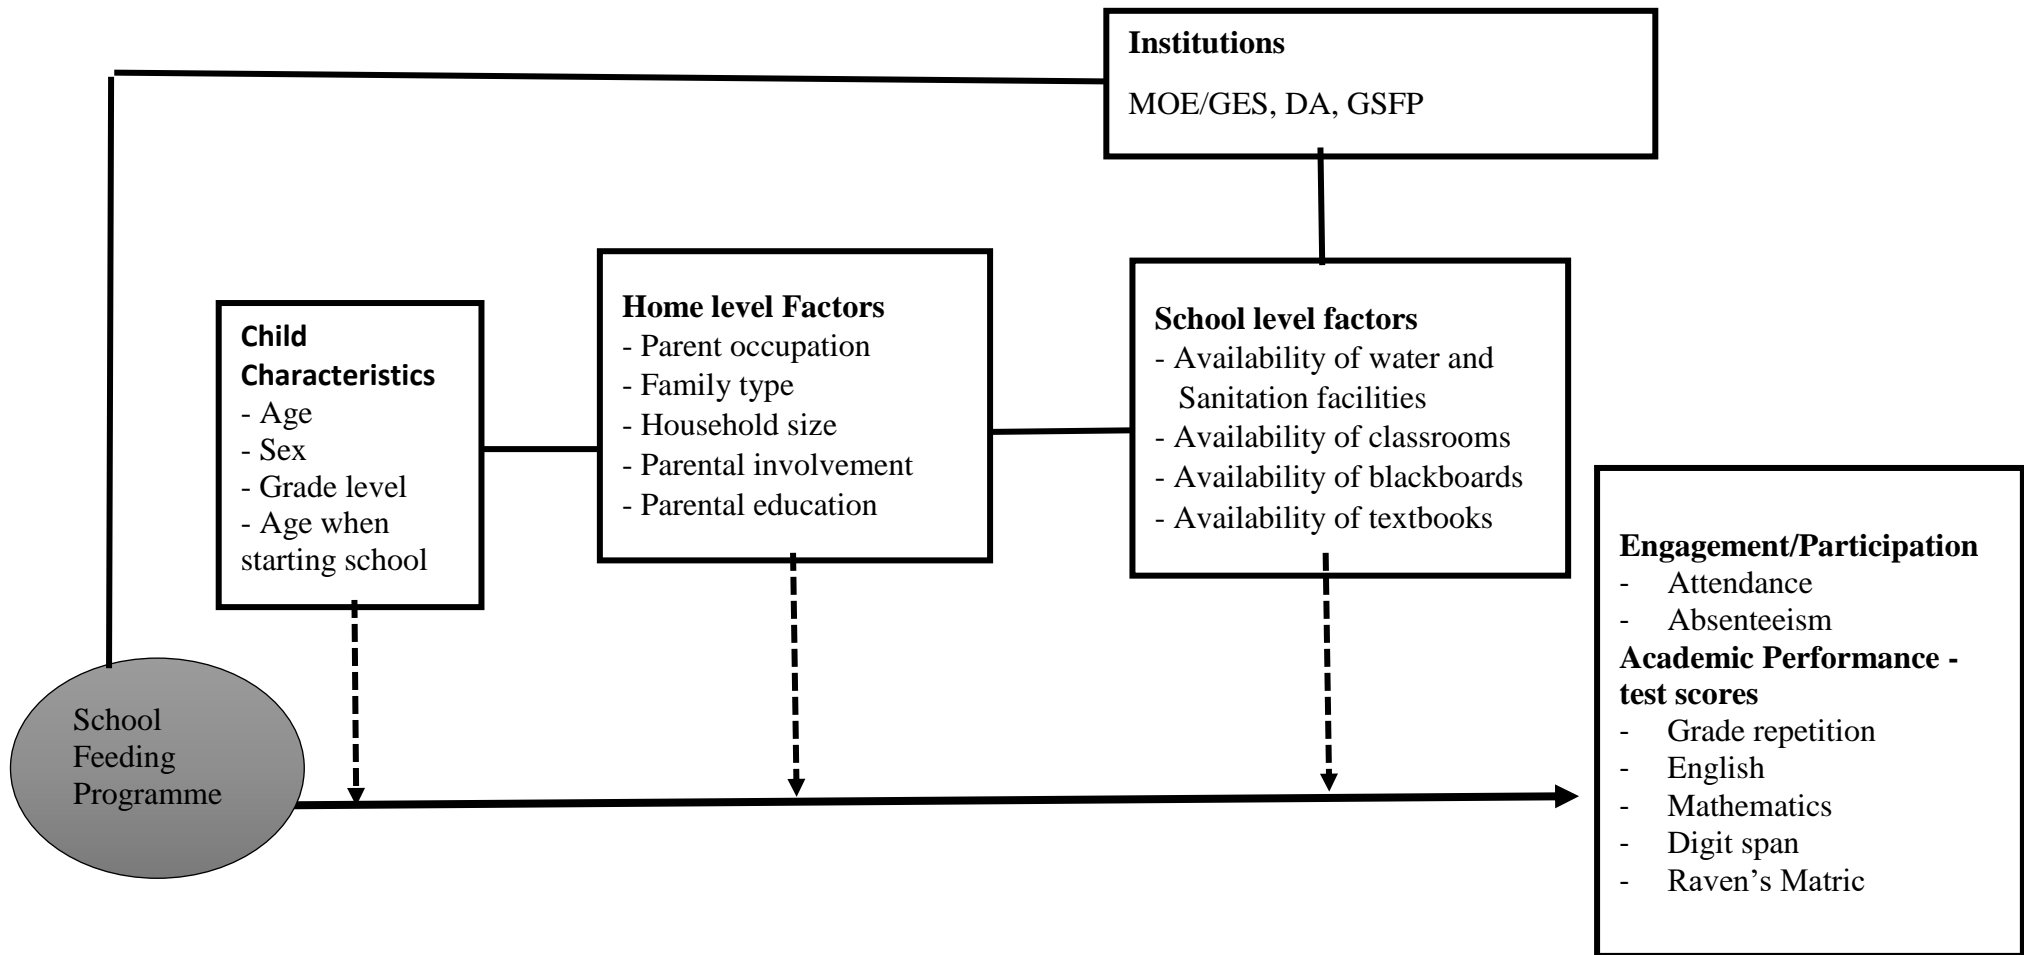 Institutions
MOE/GES, DA, GSFP
Child
Characteristics
- Age
- Sex
- Grade level
- Age when
starting school
Home level Factors
- Parent occupation
- Family type
- Household size
- Parental involvement
- Parental education
School level factors
- Availability of water and
Sanitation facilities
- Availability of classrooms
- Availability of blackboards
- Availability of textbooks
School
Feeding
Programme
Engagement/Participation
- Attendance
- Absenteeism
Academic Performance -
test scores
- Grade repetition
- English
- Mathematics
- Digit span
- Raven’s Matric